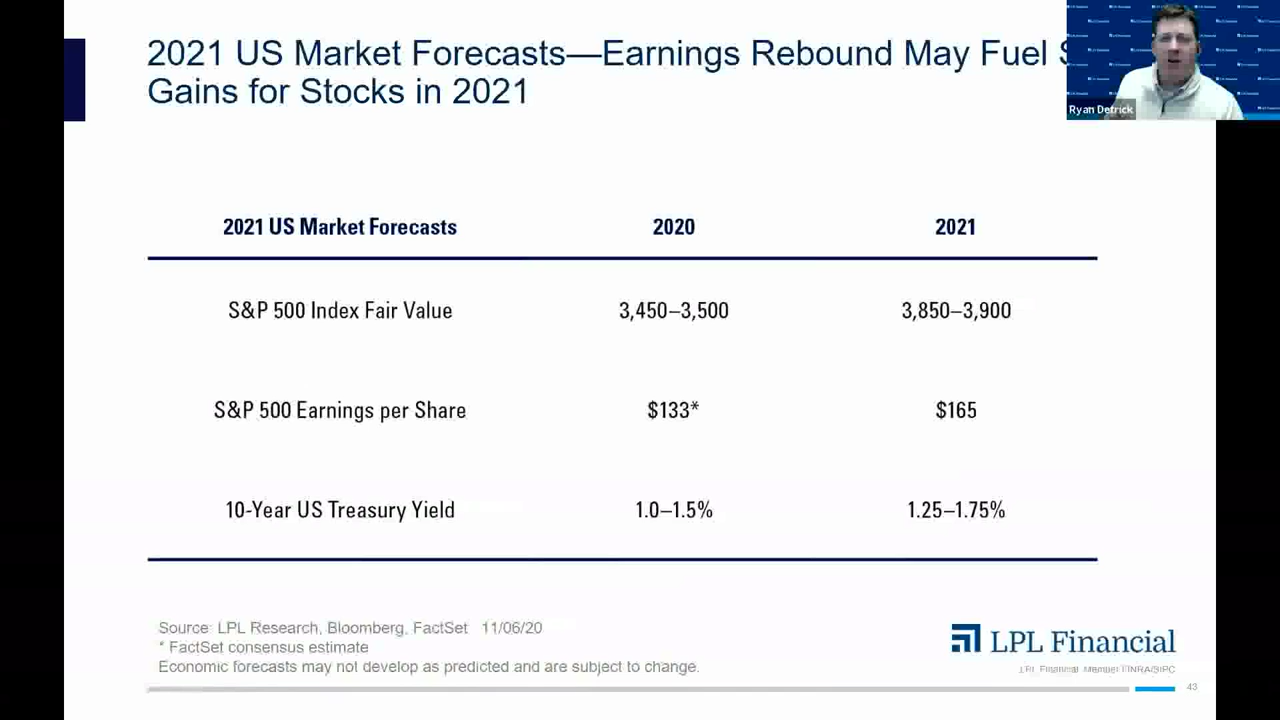 2021 US Market Forecasts—Earnings Rebound May Fuel
Gains for Stocks in 2021
Ryan Detrick
2021 US Market Forecasts 2020 2021
S&P 500 Index Fair Value 3,450–3,500 3,850–3,900
S&P 500 Earnings per Share $133* $165
10-Year US Treasury Yield 1.0–1.5% 1.25–1.75%
Source: LPL Research, Bloomberg, FactSet 11/06/20
* FactSet consensus estimate
Economic forecasts may not develop as predicted and are subject to change.
LPL Financial
LPL Financial Member FINRA/SIPC
43